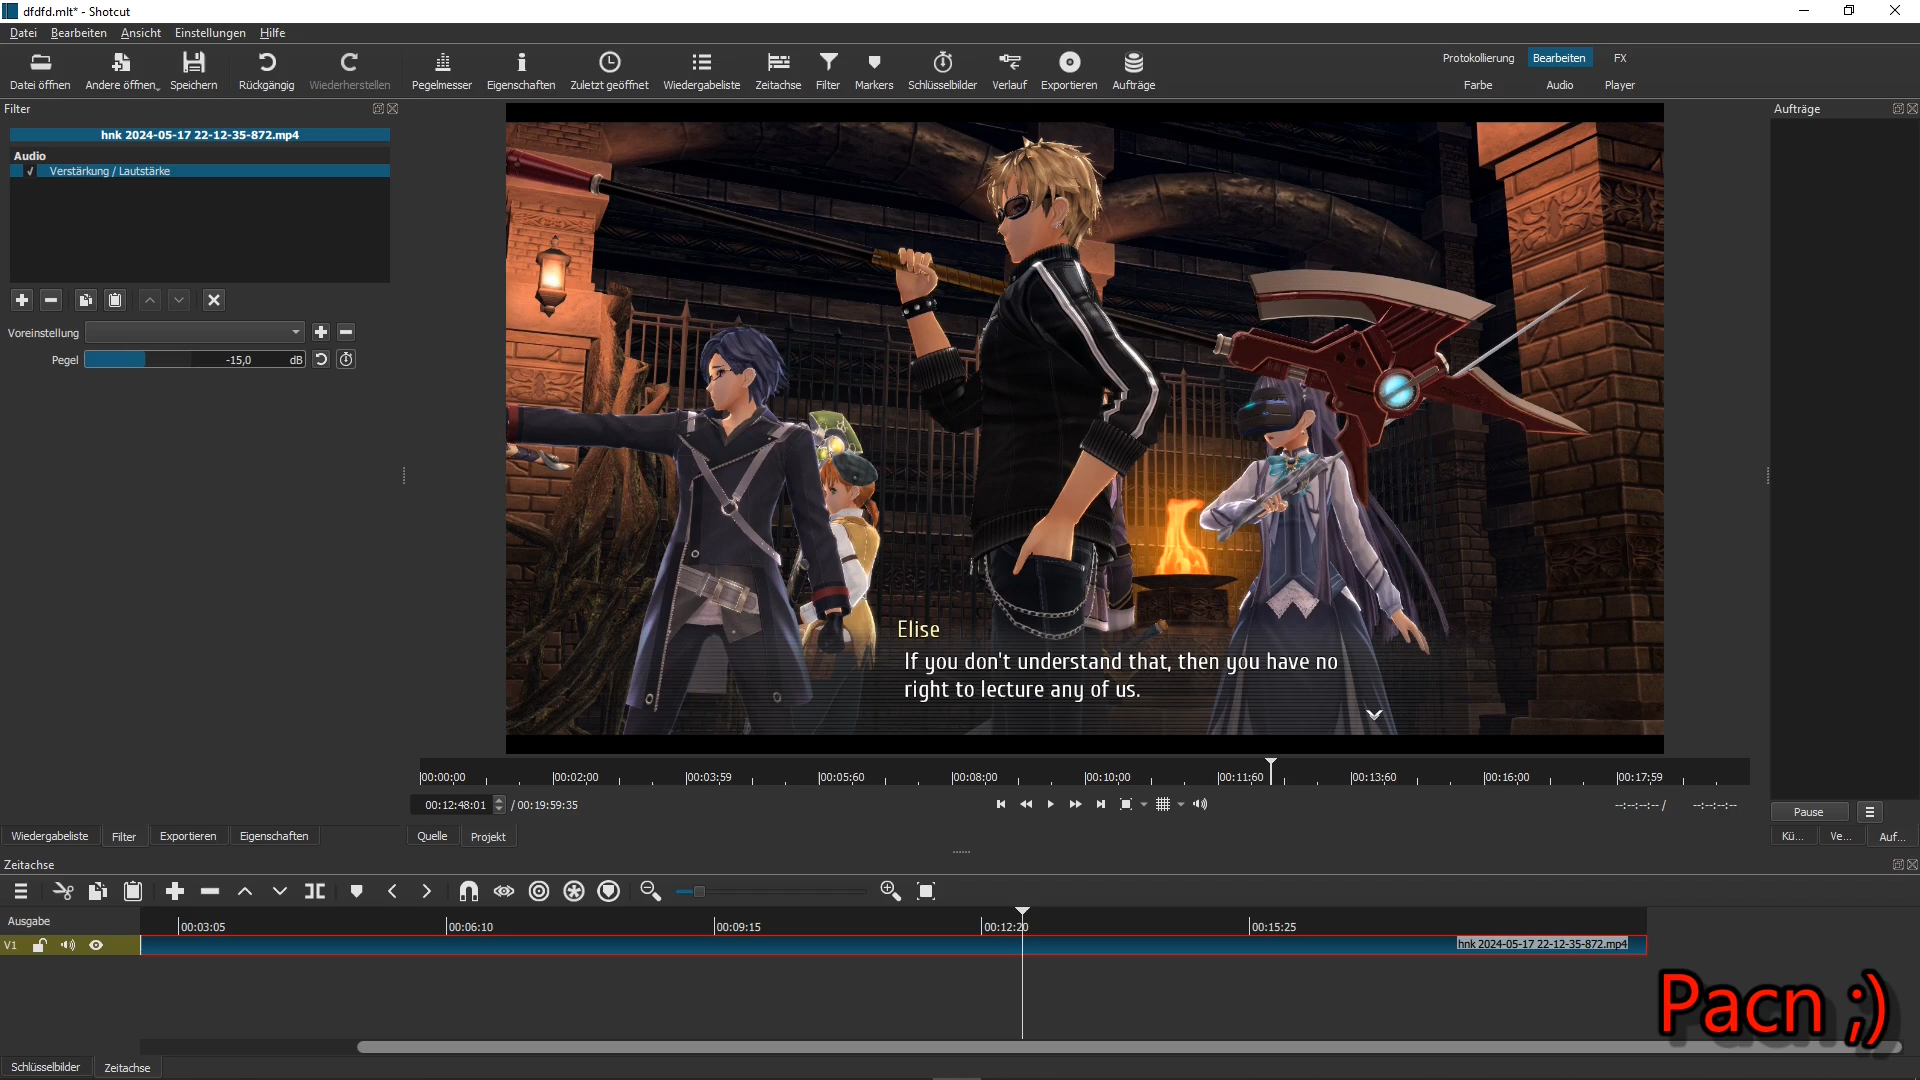 dfdfd.mlt* - Shotcut
Datei Bearbeiten Ansicht Einstellungen Hilfe
Datei öffnen Andere öffnen Speichern Rückgängig Wiederherstellen Pegelmesser Eigenschaften Zuletzt geöffnet Wiedergabeliste Zeitachse Filter Markers Schlüsselbilder Verlauf Exportieren Aufträge
Protokollierung Bearbeiten FX
Farbe Audio Player
Filter
hnk 2024-05-17 22-12-35-872.mp4
Audio
Verstärkung / Lautstärke
Voreinstellung
Pegel -15,0 dB
Elise
If you don't understand that, then you have no
right to lecture any of us.
00:00:00 00:02:00 00:03:59 00:05:60 00:08:00 00:10:00 00:11:60 00:13:60 00:16:00 00:17:59
00:12:48:01 / 00:19:59:35
--:--:--:-- / --:--:--:--
Aufträge
Pause
Kü... Ve... Auf...
Wiedergabeliste Filter Exportieren Eigenschaften
Quelle Projekt
Zeitachse
Ausgabe
00:03:05 00:06:10 00:09:15 00:12:20 00:15:25
V1
hnk 2024-05-17 22-12-35-872.mp4
Pacn ;)
Schlüsselbilder Zeitachse